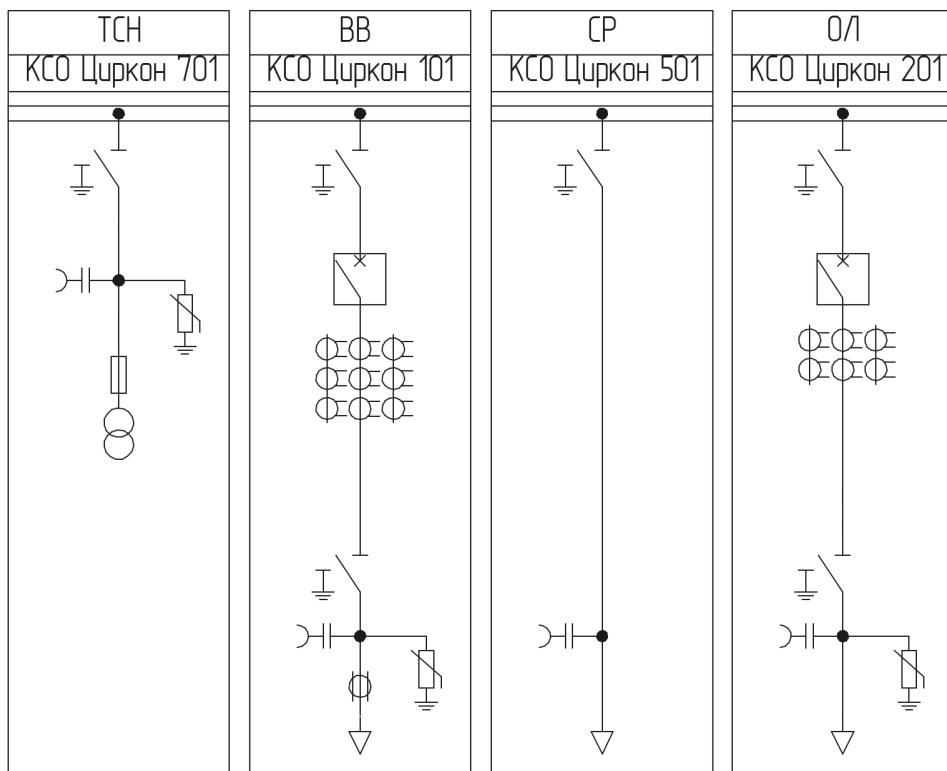 ТСН
КСО Циркон 701
ВВ
КСО Циркон 101
СР
КСО Циркон 501
ОЛ
КСО Циркон 201